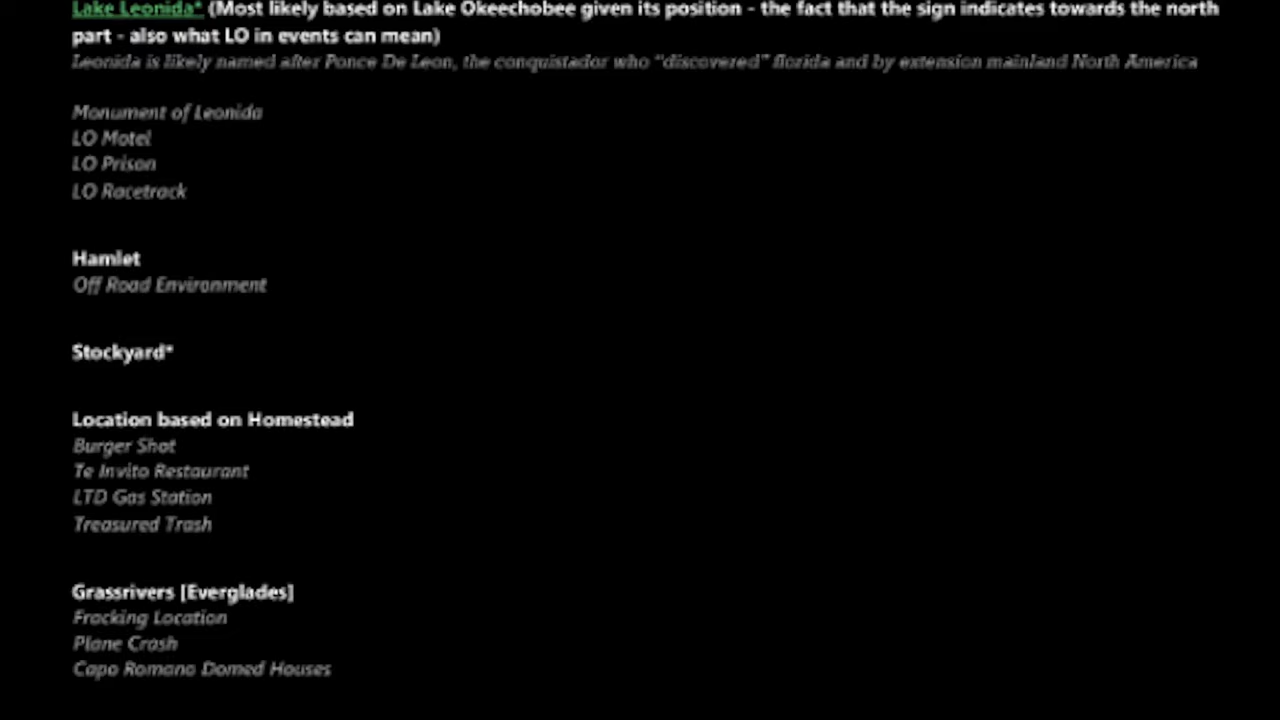 Lake Leonida* (Most likely based on Lake Okeechobee given its position - the fact that the sign indicates towards the north
part - also what LO in events can mean)
Leonida is likely named after Ponce De Leon, the conquistador who "discovered" florida and by extension mainland North America
Monument of Leonida
LO Motel
LO Prison
LO Racetrack
Hamlet
Off Road Environment
Stockyard*
Location based on Homestead
Burger Shot
Te Invito Restaurant
LTD Gas Station
Treasured Trash
Grassrivers [Everglades]
Fracking Location
Plane Crash
Capo Romano Domed Houses